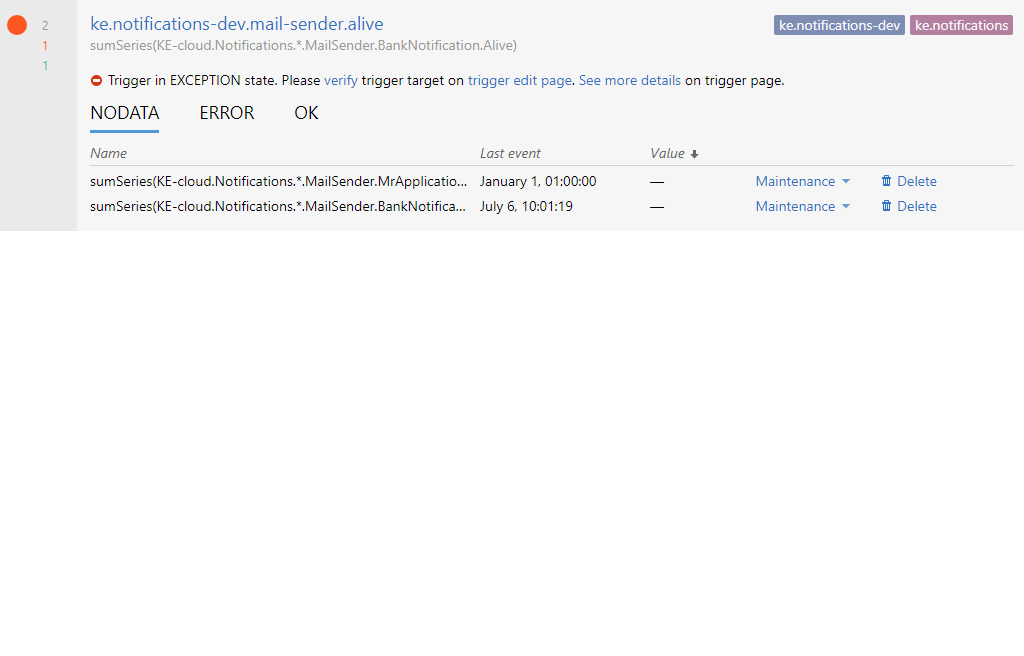 2 ke.notifications-dev.mail-sender.alive ke.notifications-dev ke.notifications
1 sumSeries(KE-cloud.Notifications.*.MailSender.BankNotification.Alive)
1
Trigger in EXCEPTION state. Please verify trigger target on trigger edit page. See more details on trigger page.
NODATA ERROR OK
Name Last event Value
sumSeries(KE-cloud.Notifications.*.MailSender.MrApplicatio... January 1, 01:00:00 — Maintenance Delete
sumSeries(KE-cloud.Notifications.*.MailSender.BankNotifica... July 6, 10:01:19 — Maintenance Delete